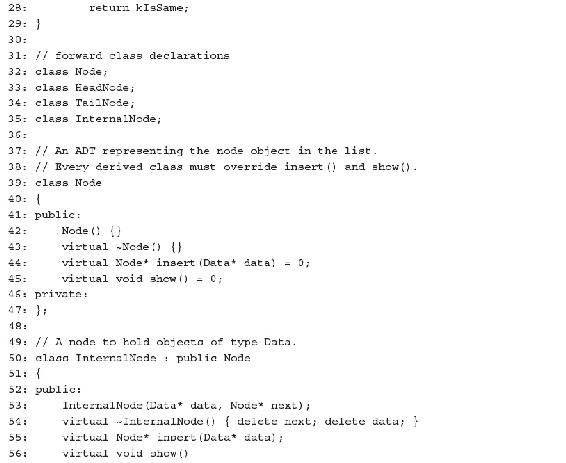 28:         return kIsSame;
29: }
30:
31: // forward class declarations
32: class Node;
33: class HeadNode;
34: class TailNode;
35: class InternalNode;
36:
37: // An ADT representing the node object in the list.
38: // Every derived class must override insert() and show().
39: class Node
40: {
41: public:
42:     Node() {}
43:     virtual ~Node() {}
44:     virtual Node* insert(Data* data) = 0;
45:     virtual void show() = 0;
46: private:
47: };
48:
49: // A node to hold objects of type Data.
50: class InternalNode : public Node
51: {
52: public:
53:     InternalNode(Data* data, Node* next);
54:     virtual ~InternalNode() { delete next; delete data; }
55:     virtual Node* insert(Data* data);
56:     virtual void show()